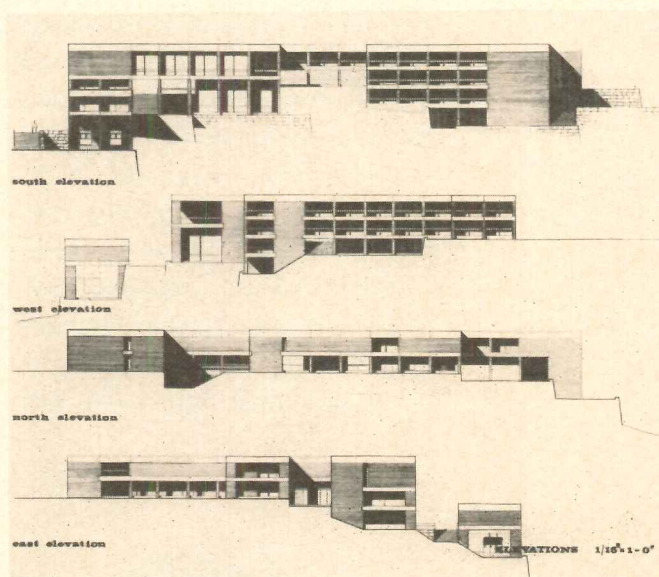 south elevation
west elevation
north elevation
east elevation
ELEVATIONS 1/16"=1-0"